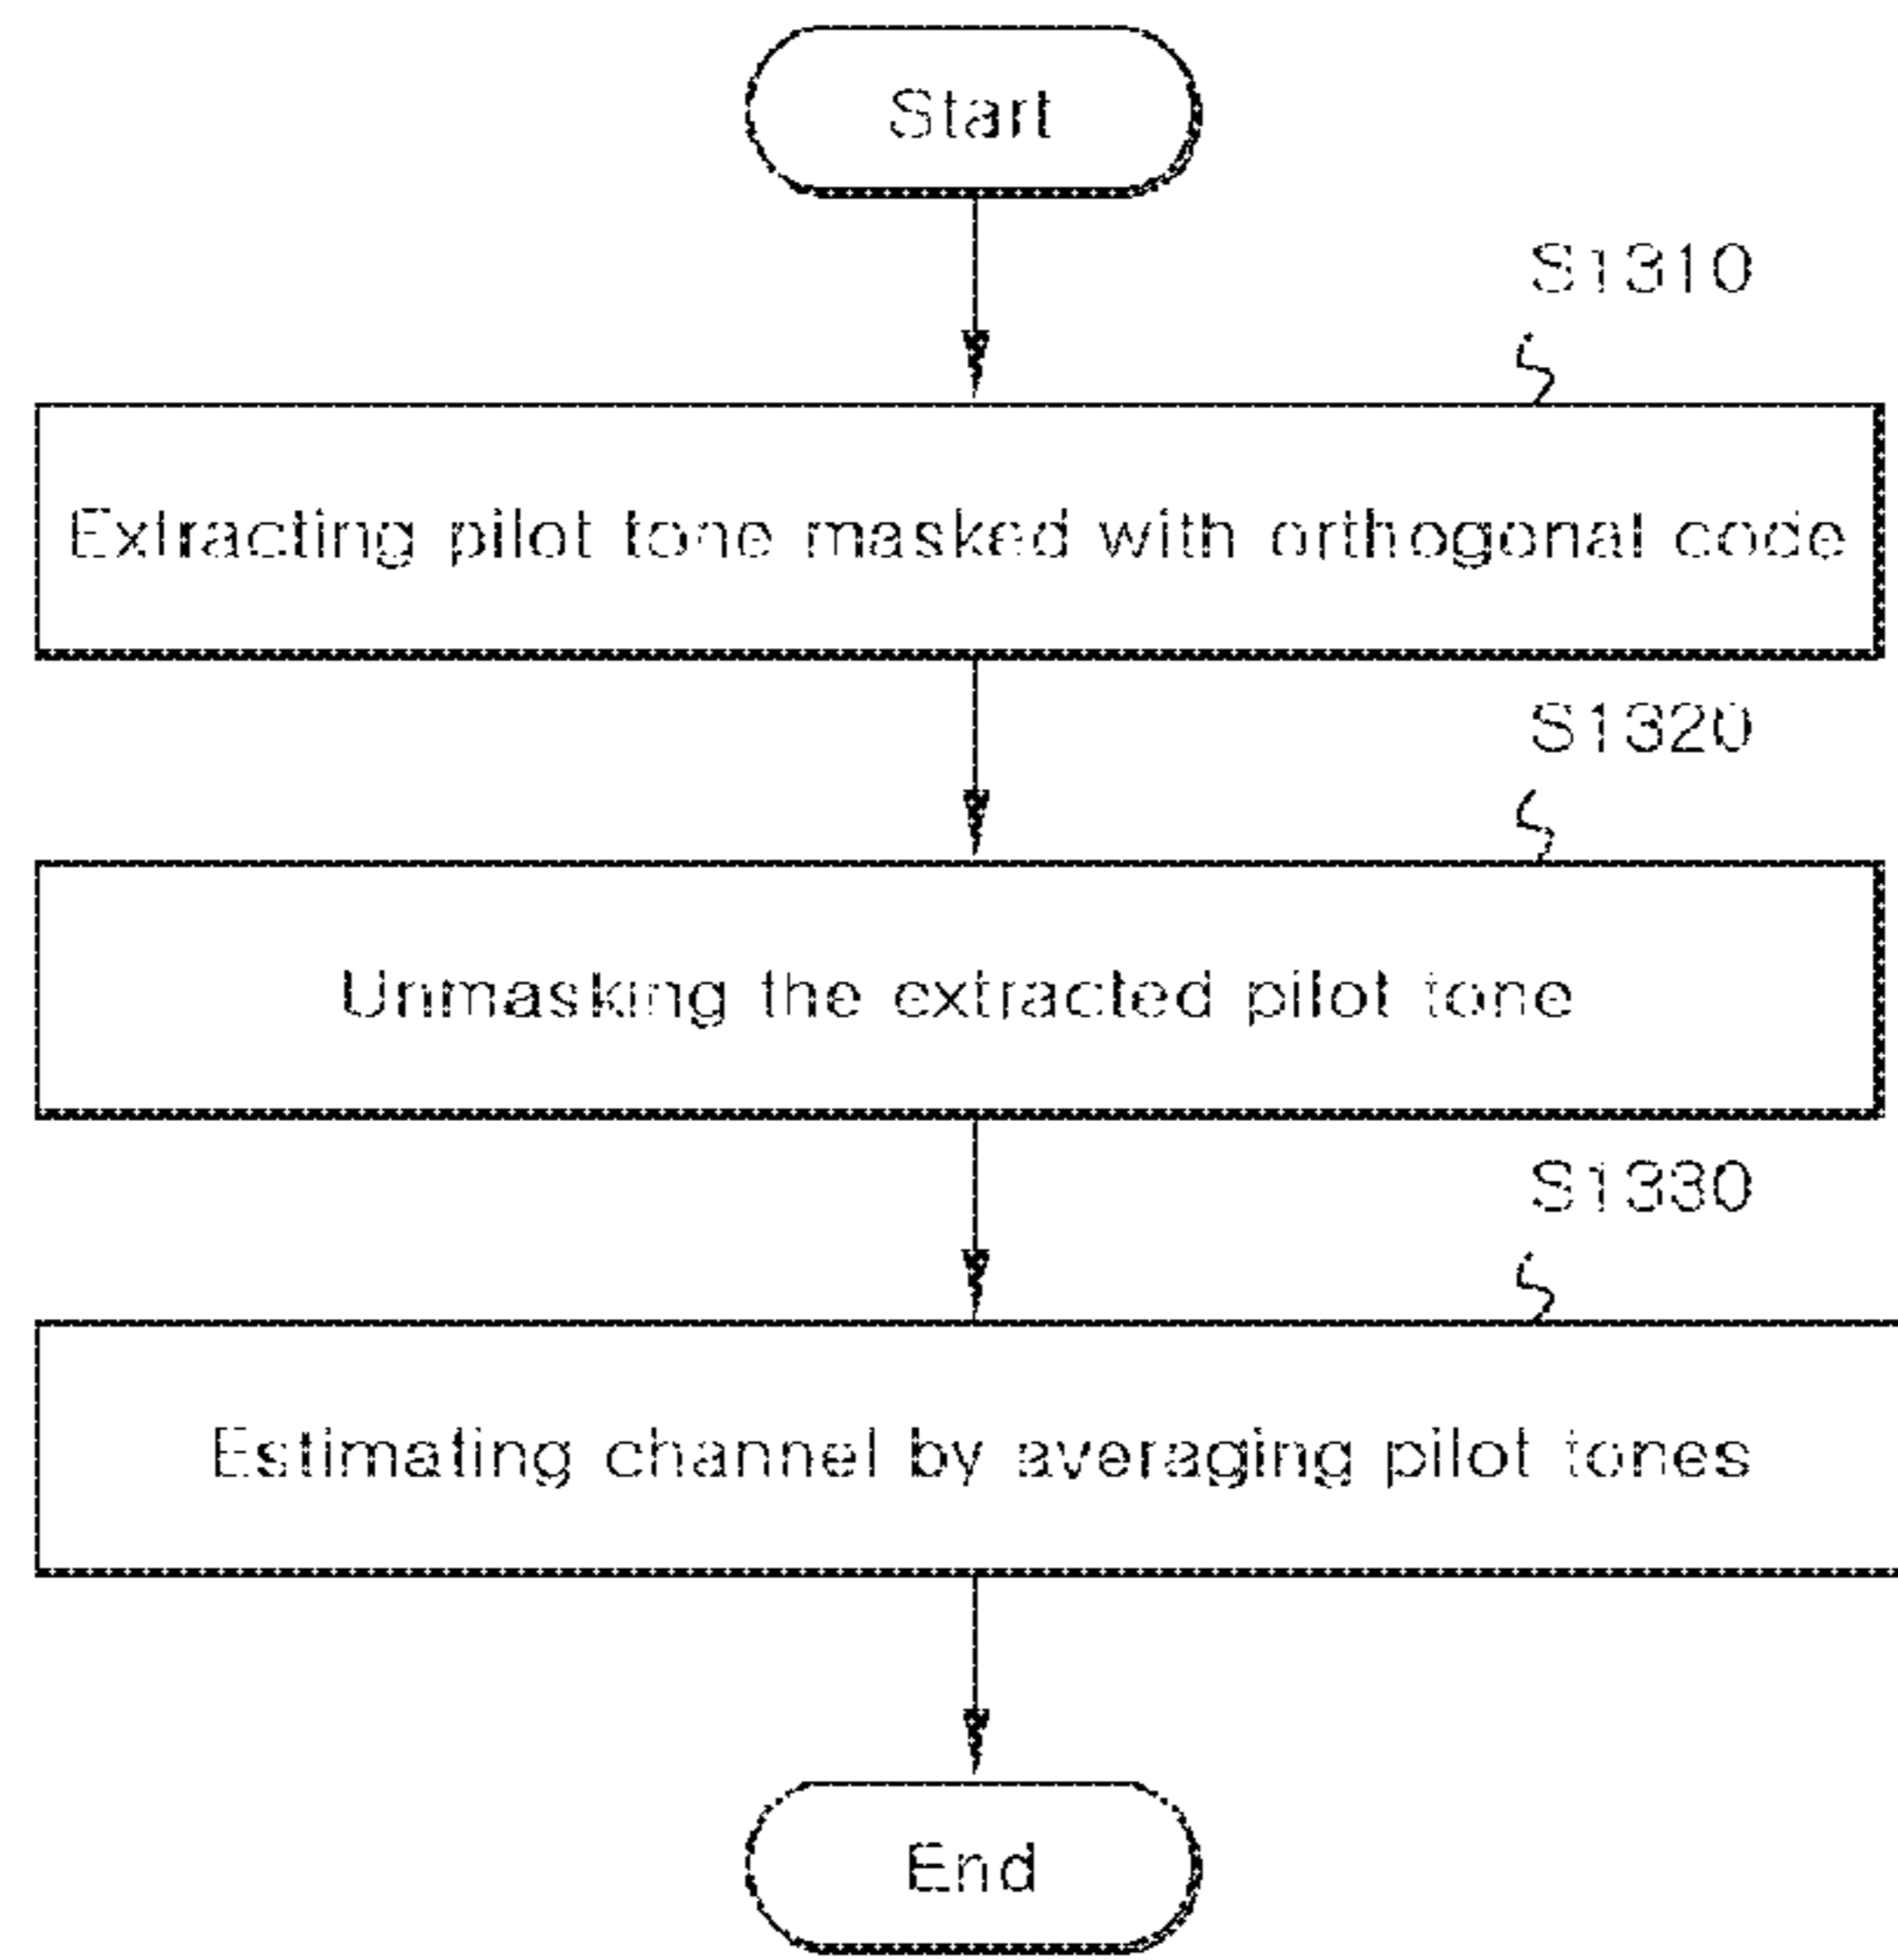 Start
S1310
Extracting pilot tone masked with orthogonal code
S1320
Unmasking the extracted pilot tone
S1330
Estimating channel by averaging pilot tones
End